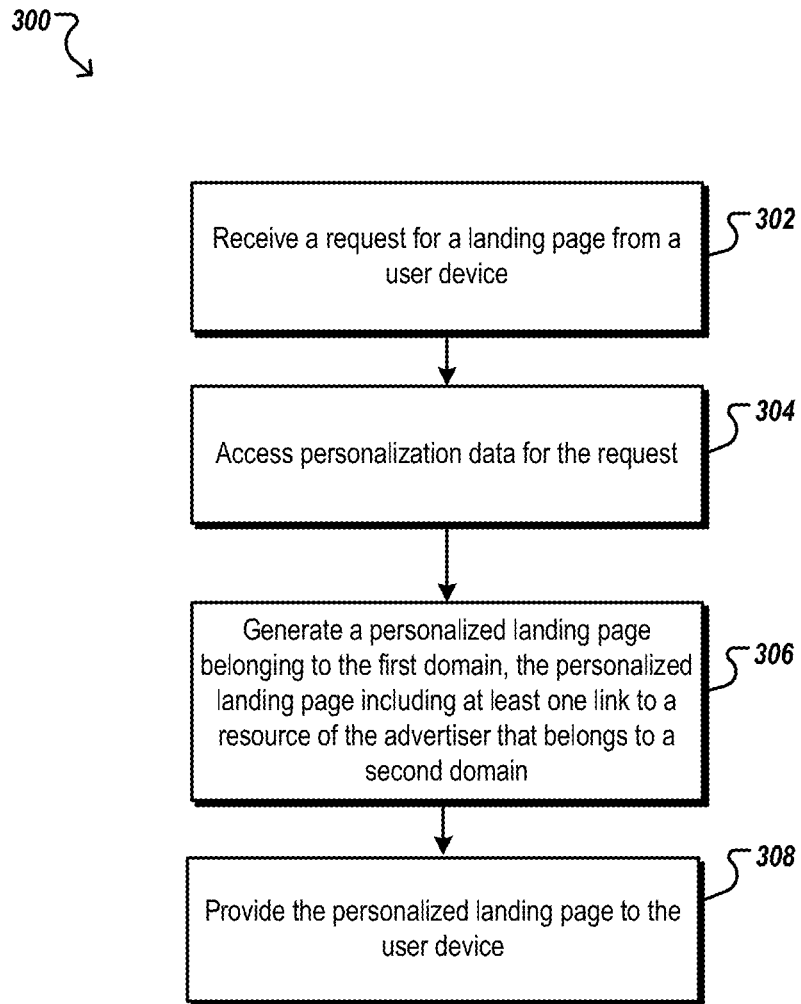 300
302
Receive a request for a landing page from a
user device
304
Access personalization data for the request
Generate a personalized landing page
belonging to the first domain, the personalized
landing page including at least one link to a
resource of the advertiser that belongs to a
second domain
306
308
Provide the personalized landing page to the
user device